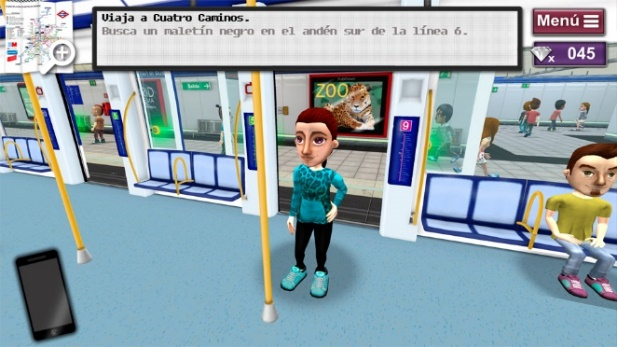 Viaja a Cuatro Caminos.
Busca un maletín negro en el andén sur de la línea 6.
Menú
x 045
Salida
ZOO
9